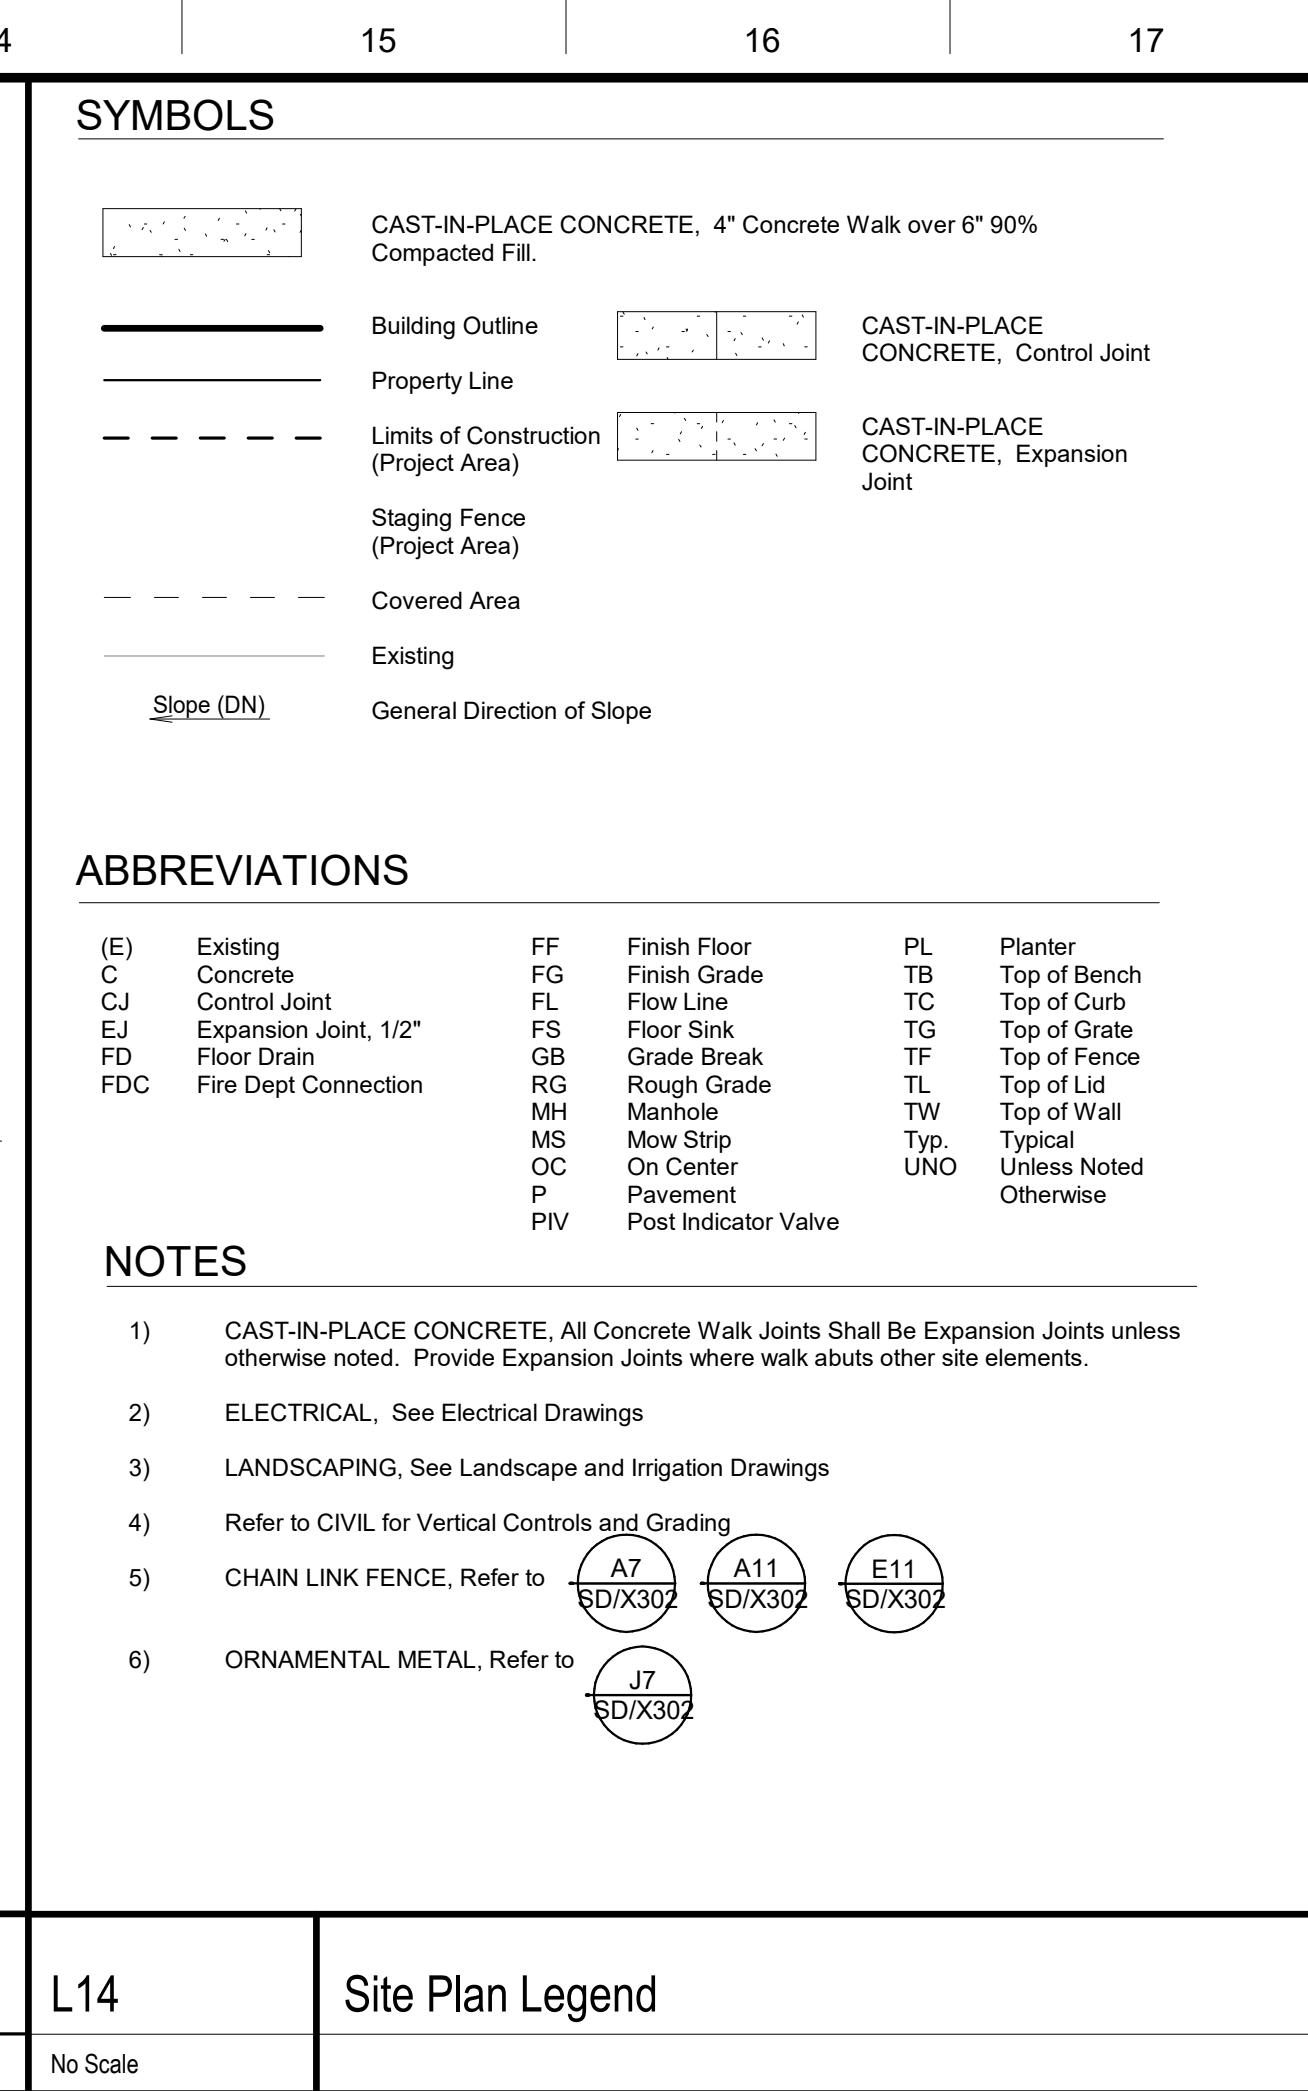 4 15 16 17
SYMBOLS
CAST-IN-PLACE CONCRETE, 4" Concrete Walk over 6" 90%
Compacted Fill.
Building Outline
Property Line
Limits of Construction
(Project Area)
Staging Fence
(Project Area)
Covered Area
Existing
Slope (DN) General Direction of Slope
CAST-IN-PLACE
CONCRETE, Control Joint
CAST-IN-PLACE
CONCRETE, Expansion
Joint
ABBREVIATIONS
(E) Existing
C Concrete
CJ Control Joint
EJ Expansion Joint, 1/2"
FD Floor Drain
FDC Fire Dept Connection
FF Finish Floor
FG Finish Grade
FL Flow Line
FS Floor Sink
GB Grade Break
RG Rough Grade
MH Manhole
MS Mow Strip
OC On Center
P Pavement
PIV Post Indicator Valve
PL Planter
TB Top of Bench
TC Top of Curb
TG Top of Grate
TF Top of Fence
TL Top of Lid
TW Top of Wall
Typ. Typical
UNO Unless Noted
Otherwise
NOTES
1) CAST-IN-PLACE CONCRETE, All Concrete Walk Joints Shall Be Expansion Joints unless
otherwise noted. Provide Expansion Joints where walk abuts other site elements.
2) ELECTRICAL, See Electrical Drawings
3) LANDSCAPING, See Landscape and Irrigation Drawings
4) Refer to CIVIL for Vertical Controls and Grading
5) CHAIN LINK FENCE, Refer to
A7
SD/X302
A11
SD/X302
E11
SD/X302
6) ORNAMENTAL METAL, Refer to
J7
SD/X302
L14 Site Plan Legend
No Scale